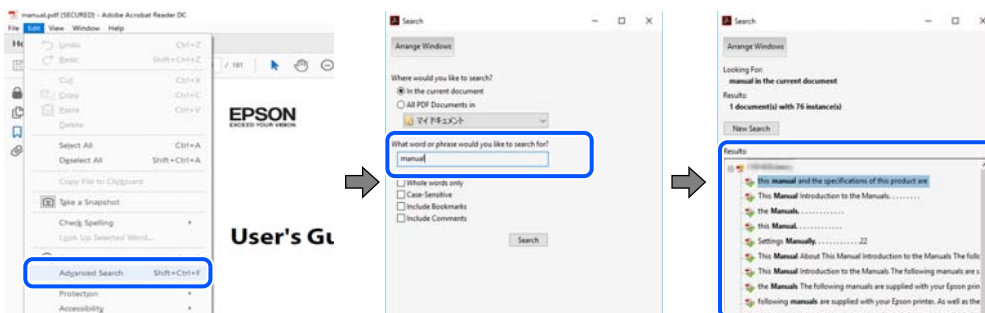 manual.pdf (SECURED) - Adobe Acrobat Reader DC
File Edit View Window Help
Undo Ctrl+Z
Redo Shift+Ctrl+Z
Cut Ctrl+X
Copy Ctrl+C
Paste Ctrl+V
Delete
Select All Ctrl+A
Deselect All Shift+Ctrl+A
Copy File to Clipboard
Take a Snapshot
Check Spelling
Look Up Selected Word...
Advanced Search Shift+Ctrl+F
Protection
Accessibility
/ 181
EPSON
EXCEED YOUR VISION
User's Gu
Search
Arrange Windows
Where would you like to search?
In the current document
All PDF Documents in
マイ ドキュメント
What word or phrase would you like to search for?
manual
Whole words only
Case-Sensitive
Include Bookmarks
Include Comments
Search
Search
Arrange Windows
Looking For:
manual in the current document
Results:
1 document(s) with 76 instance(s)
New Search
Results:
this manual and the specifications of this product are
This Manual Introduction to the Manuals. . . . . . . . .
the Manuals. . . . . . . . . . . . .
this Manual. . . . . . . . . . . . .
Settings Manually. . . . . . . . . . . .22
This Manual About This Manual Introduction to the Manuals The follo
This Manual Introduction to the Manuals The following manuals are s
the Manuals The following manuals are supplied with your Epson prin
following manuals are supplied with your Epson printer. As well as the